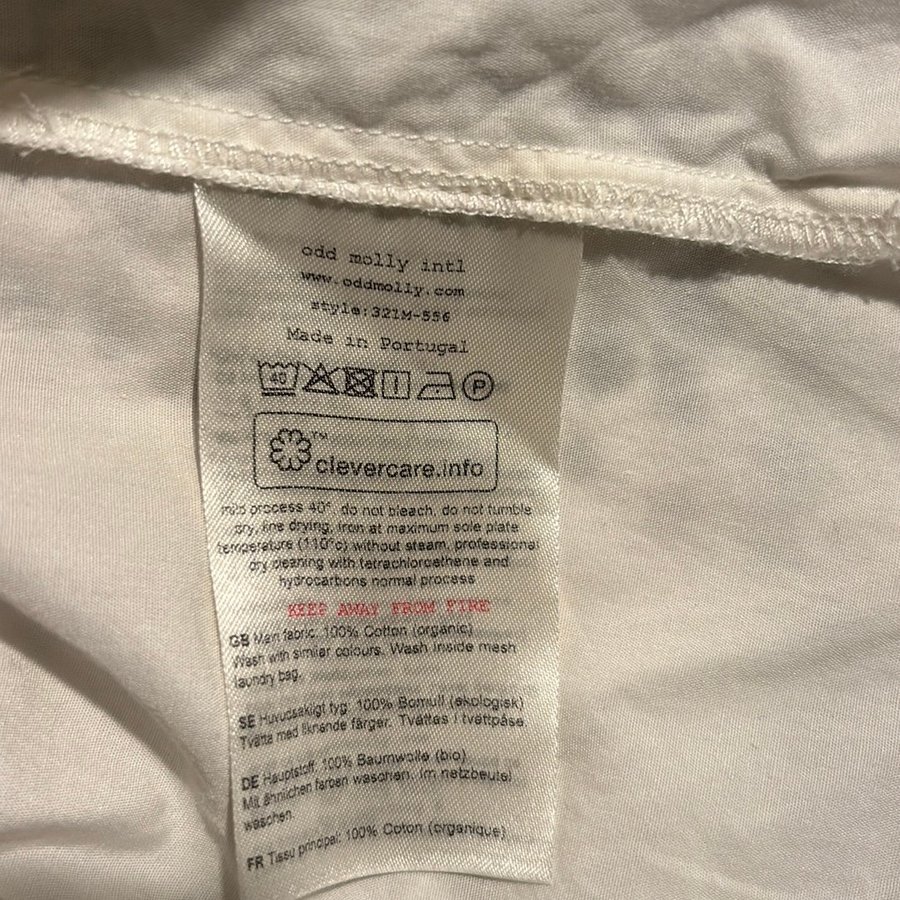 odd molly intl
www.oddmolly.com
style:321M-556
Made in Portugal
40 P
clevercare.info™
mild process 40°, do not bleach, do not tumble
dry, line drying, iron at maximum sole plate
temperature (110°c) without steam, professional
dry cleaning with tetrachloroethene and
hydrocarbons normal process
KEEP AWAY FROM FIRE
GB Main fabric: 100% Cotton (organic)
Wash with similar colours. Wash inside mesh
laundry bag.
SE Huvudsakligt tyg: 100% Bomull (ekologisk)
Tvätta med liknande färger. Tvättas i tvättpåse.
DE Hauptstoff: 100% Baumwolle (bio)
Mit ähnlichen farben waschen. Im netzbeutel
waschen.
FR Tissu principal: 100% Coton (organique)